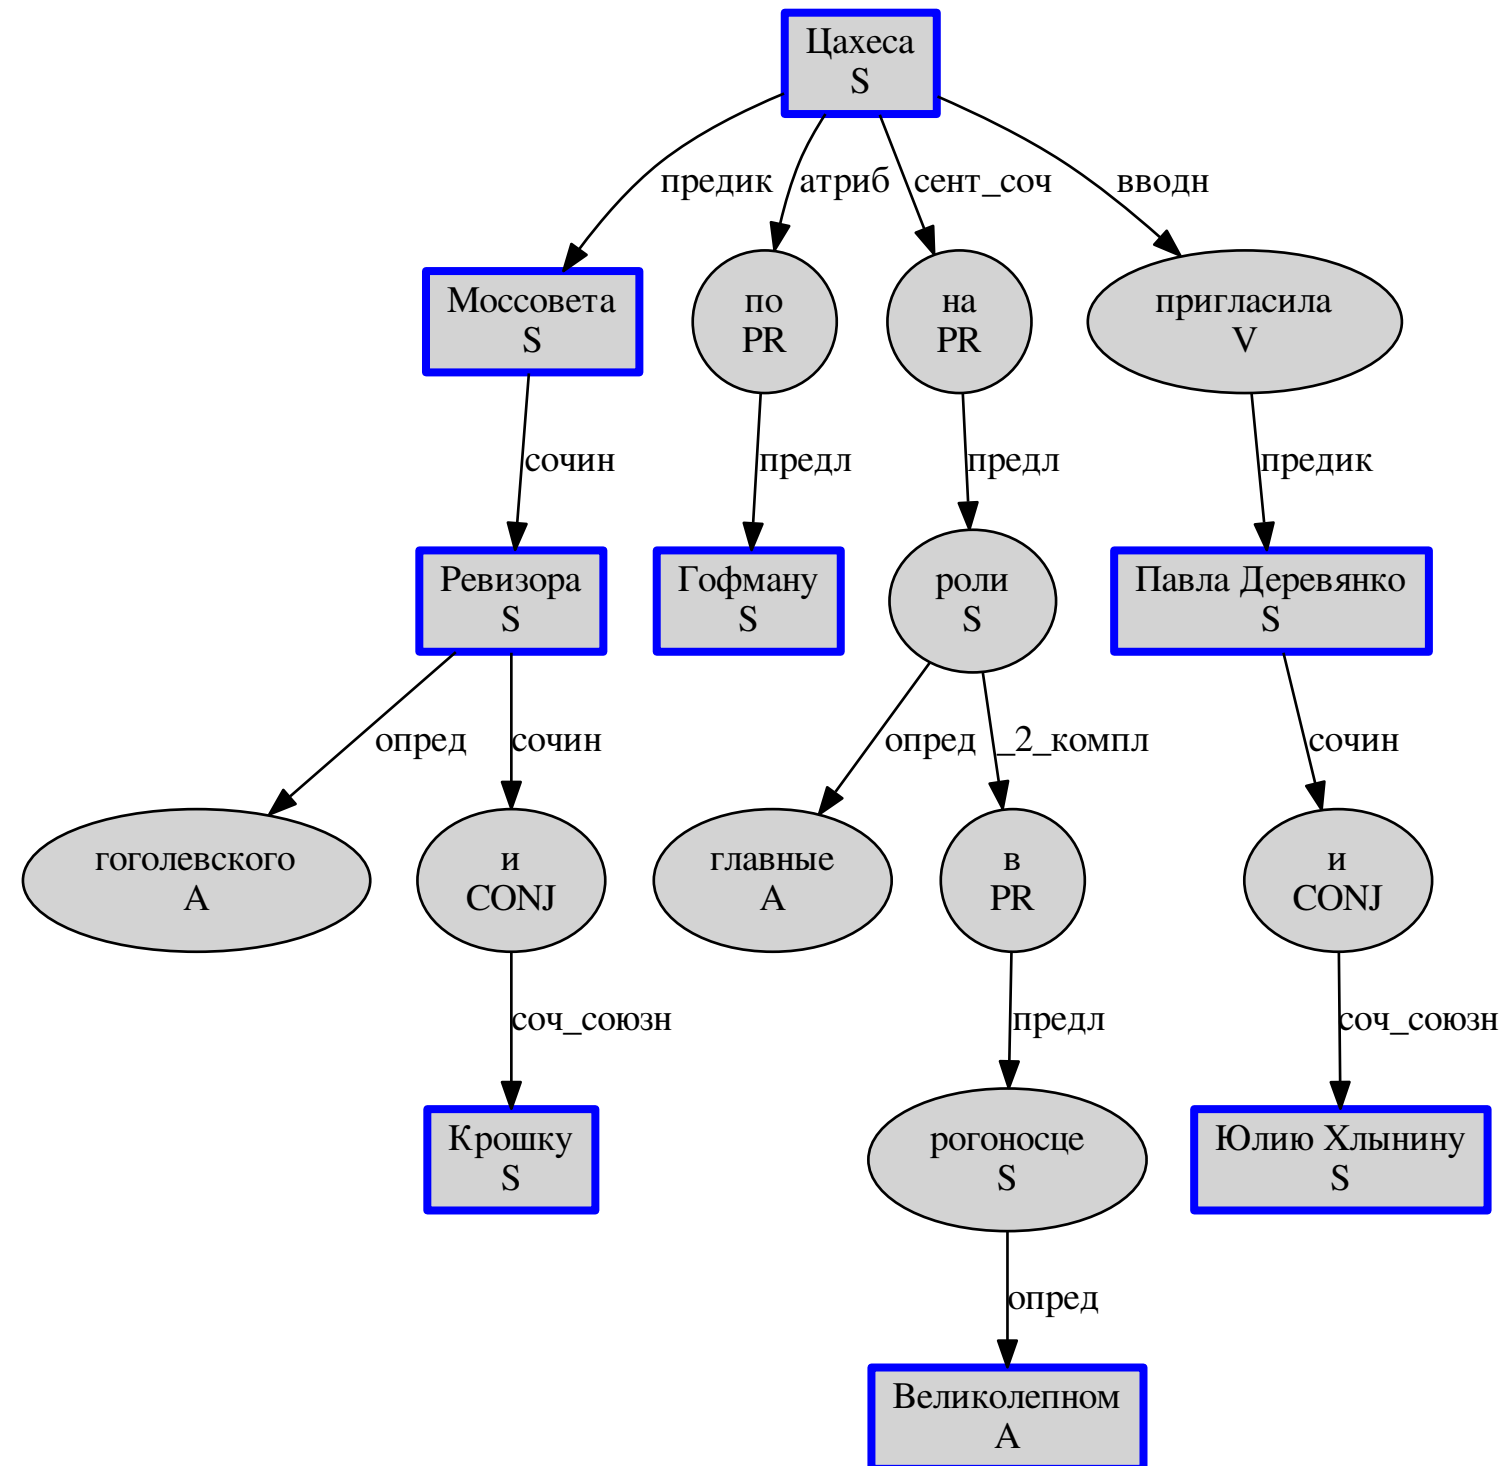 Цахеса
S
предик
атриб
сент_соч
вводн
Моссовета
S
по
PR
на
PR
пригласила
V
сочин
предл
предл
предик
Ревизора
S
Гофману
S
роли
S
Павла Деревянко
S
опред
сочин
опред
_2_компл
сочин
гоголевского
A
и
CONJ
главные
A
в
PR
и
CONJ
соч_союзн
предл
соч_союзн
Крошку
S
рогоносце
S
Юлию Хлынину
S
опред
Великолепном
A